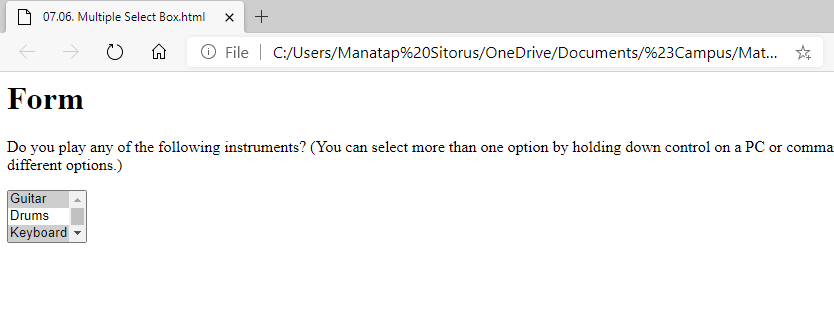 07.06. Multiple Select Box.html
File
C:/Users/Manatap%20Sitorus/OneDrive/Documents/%23Campus/Mat...
Form
Do you play any of the following instruments? (You can select more than one option by holding down control on a PC or comma
different options.)
Guitar
Drums
Keyboard